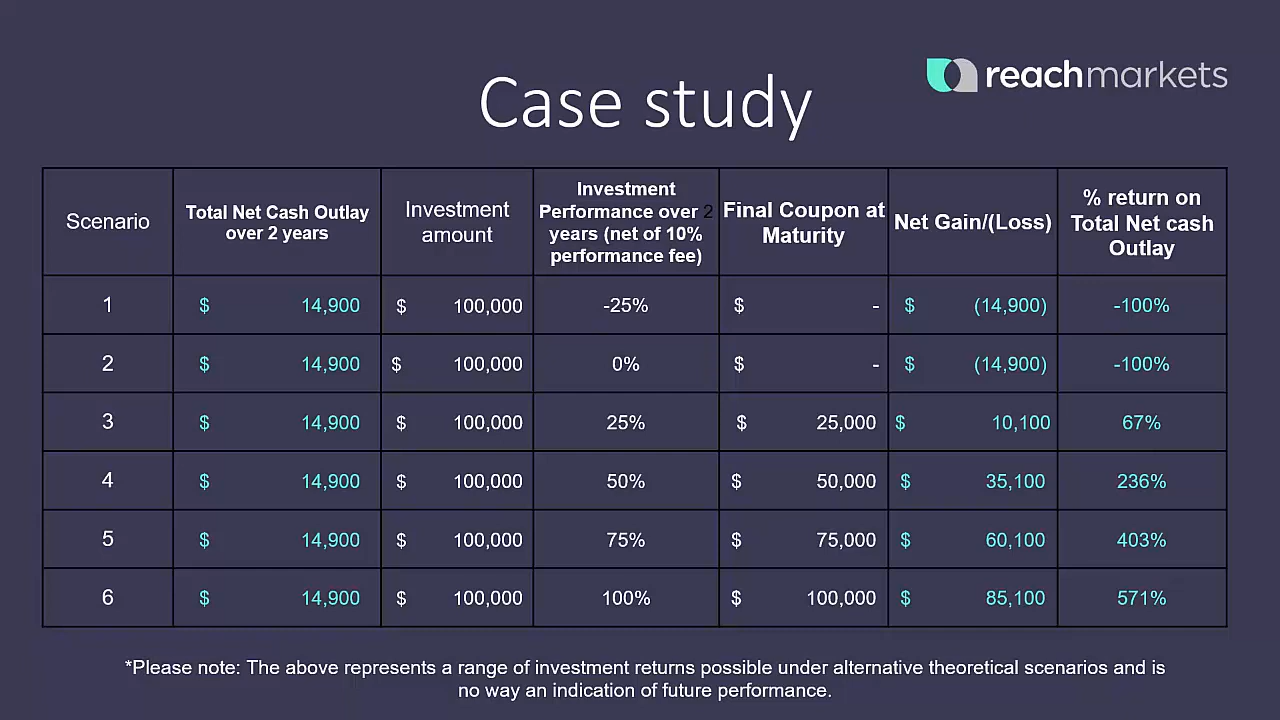 reachmarkets
Case study
Scenario
Total Net Cash Outlay
over 2 years
Investment
amount
Investment
Performance over 2
years (net of 10%
performance fee)
Final Coupon at
Maturity
Net Gain/(Loss)
% return on
Total Net cash
Outlay
1 $ 14,900 $ 100,000 -25% $ - $ (14,900) -100%
2 $ 14,900 $ 100,000 0% $ - $ (14,900) -100%
3 $ 14,900 $ 100,000 25% $ 25,000 $ 10,100 67%
4 $ 14,900 $ 100,000 50% $ 50,000 $ 35,100 236%
5 $ 14,900 $ 100,000 75% $ 75,000 $ 60,100 403%
6 $ 14,900 $ 100,000 100% $ 100,000 $ 85,100 571%
*Please note: The above represents a range of investment returns possible under alternative theoretical scenarios and is
no way an indication of future performance.